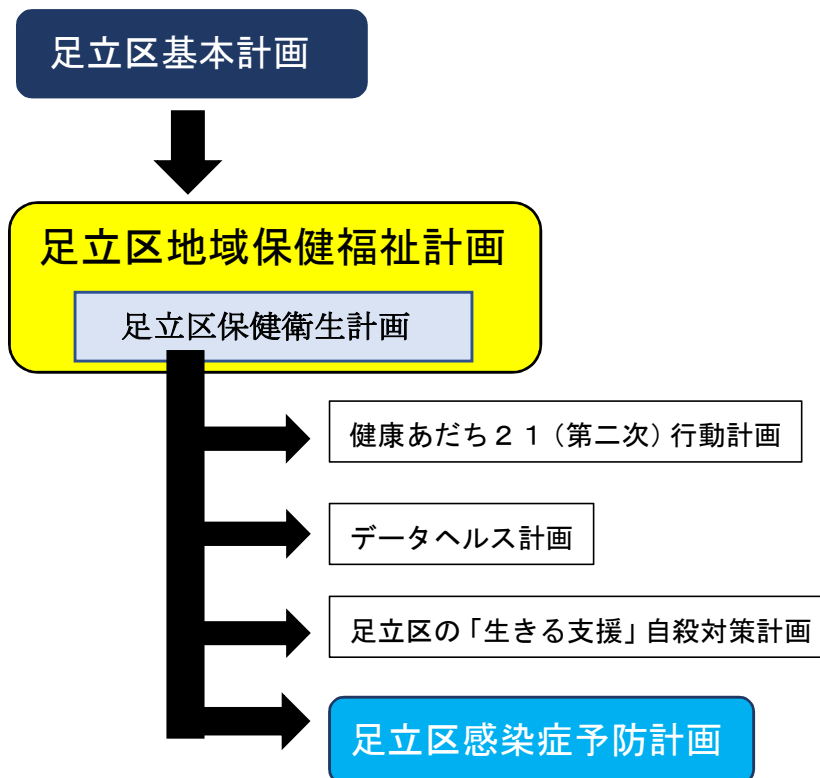 足立区基本計画
足立区地域保健福祉計画
足立区保健衛生計画
健康あだち２１（第二次）行動計画
データヘルス計画
足立区の「生きる支援」自殺対策計画
足立区感染症予防計画